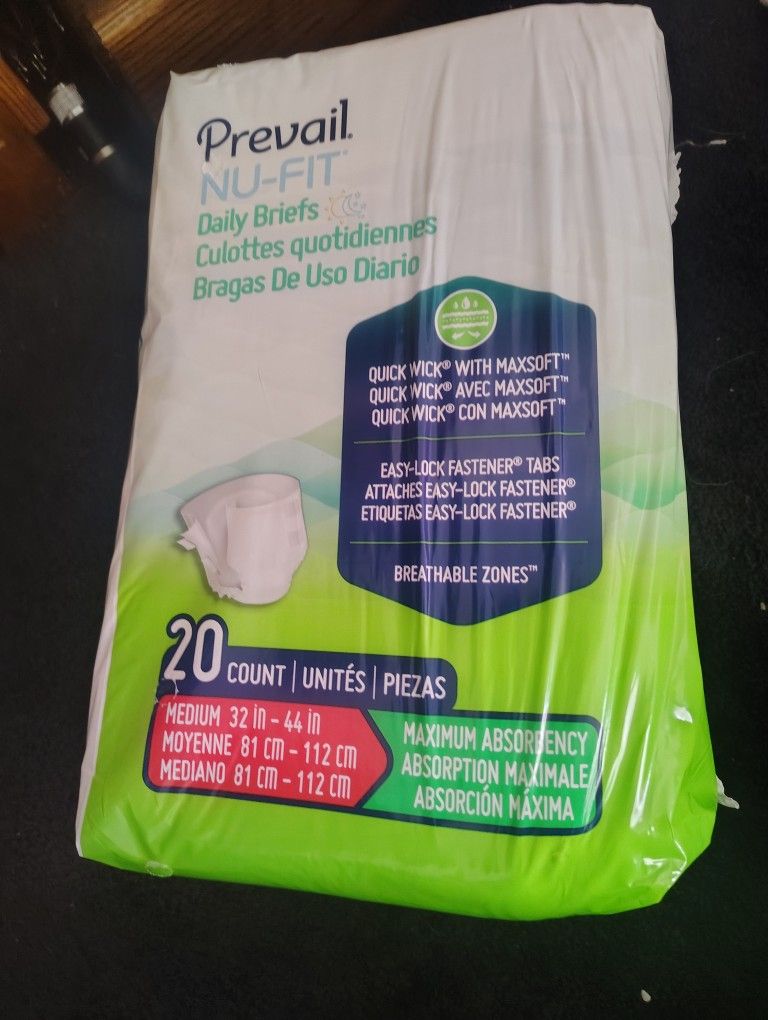 Prevail.
NU-FIT®
Daily Briefs
Culottes quotidiennes
Bragas De Uso Diario
QUICK WICK® WITH MAXSOFT™
QUICK WICK® AVEC MAXSOFT™
QUICK WICK® CON MAXSOFT™
EASY-LOCK FASTENER® TABS
ATTACHES EASY-LOCK FASTENER®
ETIQUETAS EASY-LOCK FASTENER®
BREATHABLE ZONES™
20 COUNT | UNITÉS | PIEZAS
MEDIUM 32 in - 44 in
MOYENNE 81 cm - 112 cm
MEDIANO 81 cm - 112 cm
MAXIMUM ABSORBENCY
ABSORPTION MAXIMALE
ABSORCIÓN MÁXIMA